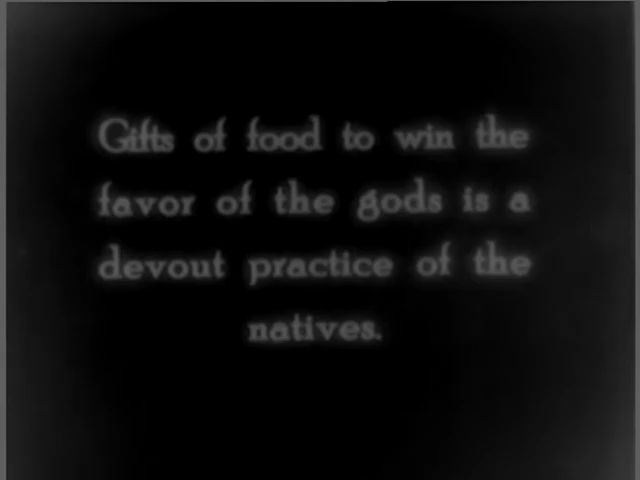 Gifts of food to win the
favor of the gods is a
devout practice of the
natives.